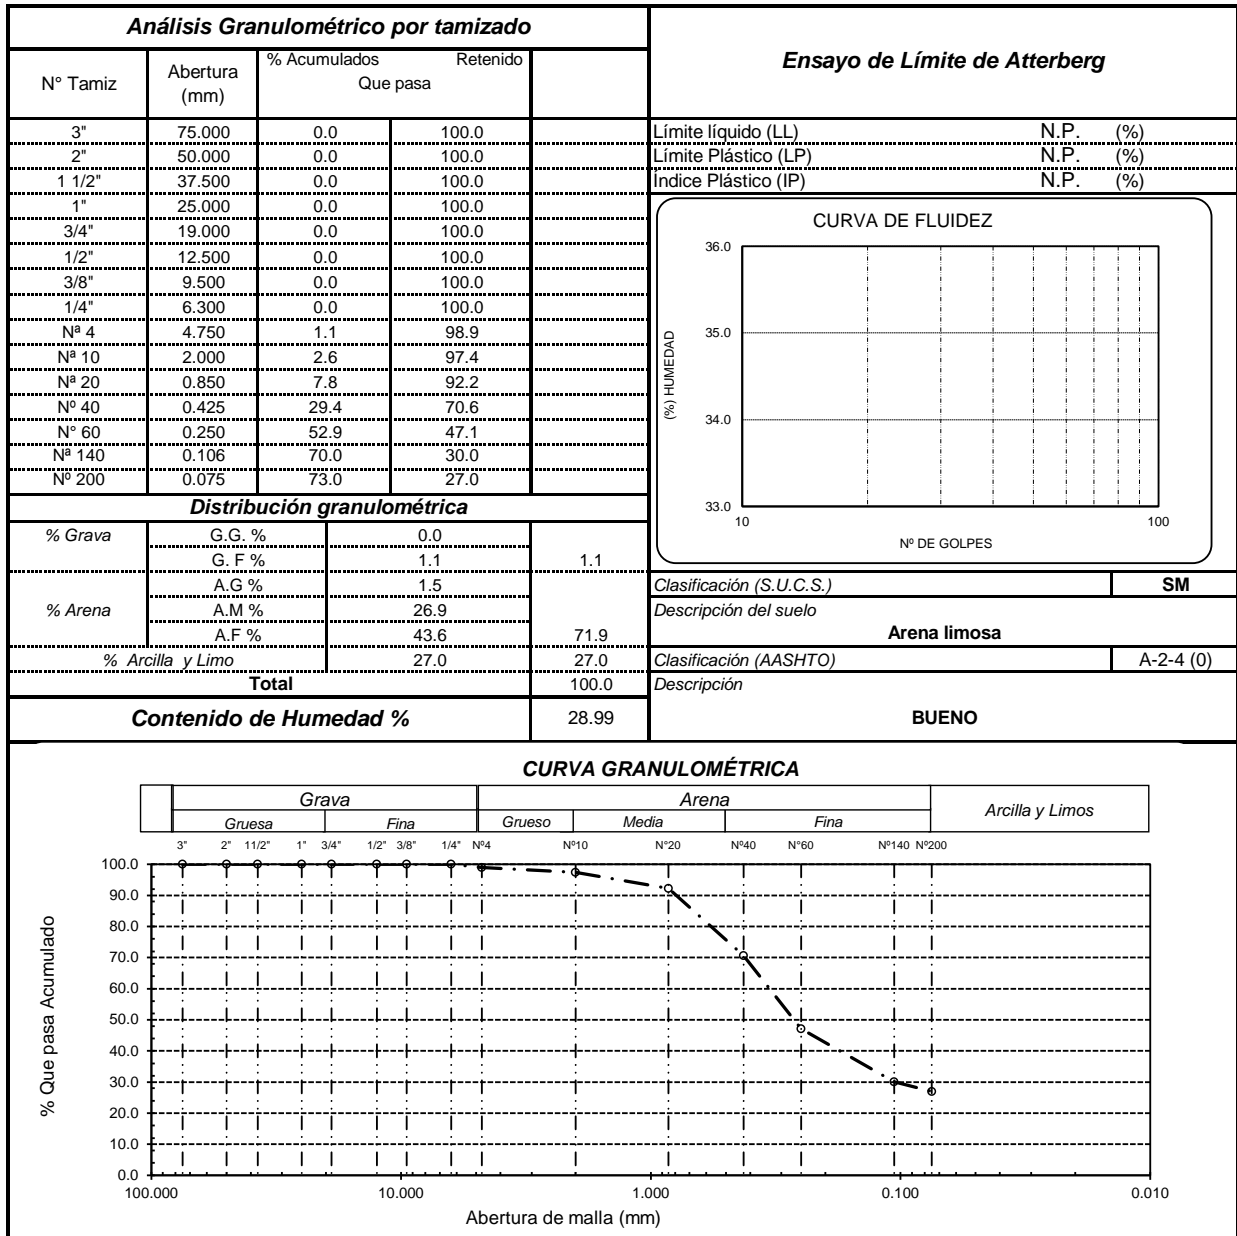 Análisis Granulométrico por tamizado
N° Tamiz
Abertura (mm)
% Acumulados Retenido
Que pasa
3" 75.000 0.0 100.0
2" 50.000 0.0 100.0
1 1/2" 37.500 0.0 100.0
1" 25.000 0.0 100.0
3/4" 19.000 0.0 100.0
1/2" 12.500 0.0 100.0
3/8" 9.500 0.0 100.0
1/4" 6.300 0.0 100.0
Nª 4 4.750 1.1 98.9
Nª 10 2.000 2.6 97.4
Nª 20 0.850 7.8 92.2
Nº 40 0.425 29.4 70.6
N° 60 0.250 52.9 47.1
Nª 140 0.106 70.0 30.0
Nº 200 0.075 73.0 27.0
Distribución granulométrica
% Grava G.G. % 0.0
G. F % 1.1 1.1
A.G % 1.5
% Arena A.M % 26.9
A.F % 43.6 71.9
% Arcilla y Limo 27.0 27.0
Total 100.0
Contenido de Humedad % 28.99
Ensayo de Límite de Atterberg
Límite líquido (LL) N.P. (%)
Límite Plástico (LP) N.P. (%)
Índice Plástico (IP) N.P. (%)
CURVA DE FLUIDEZ
36.0
35.0
34.0
33.0
(%) HUMEDAD
10 100
Nº DE GOLPES
Clasificación (S.U.C.S.) SM
Descripción del suelo
Arena limosa
Clasificación (AASHTO) A-2-4 (0)
Descripción
BUENO
CURVA GRANULOMÉTRICA
Grava Arena Arcilla y Limos
Gruesa Fina Grueso Media Fina
3" 2" 11/2" 1" 3/4" 1/2" 3/8" 1/4" Nº4 Nº10 N°20 Nº40 N°60 Nº140 Nº200
100.0
90.0
80.0
70.0
60.0
50.0
40.0
30.0
20.0
10.0
0.0
% Que pasa Acumulado
100.000 10.000 1.000 0.100 0.010
Abertura de malla (mm)